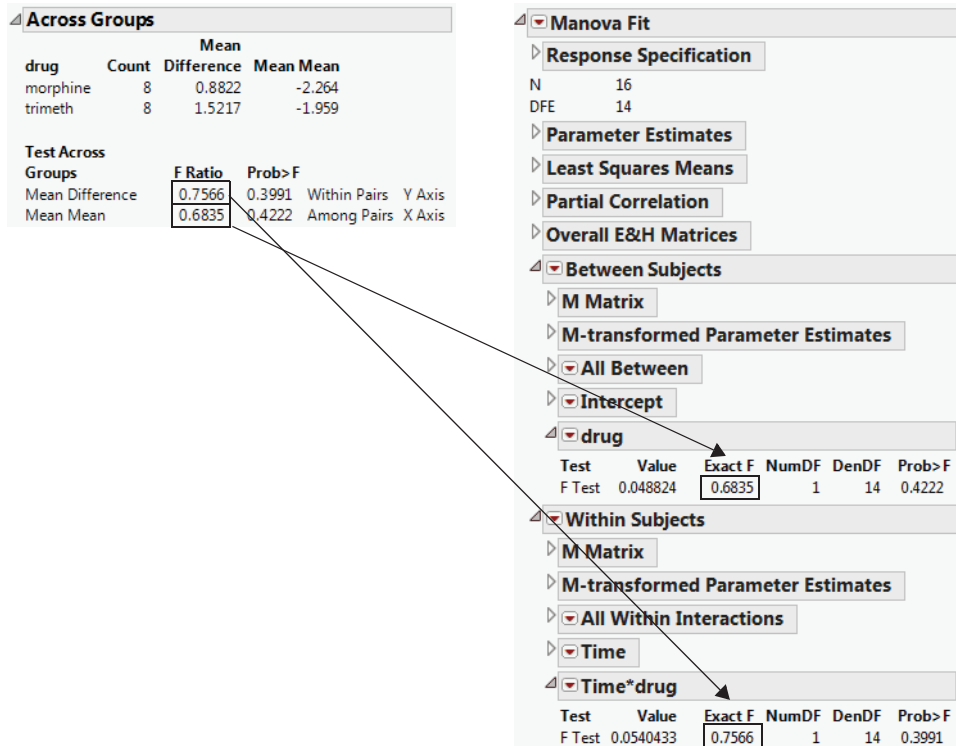 Across Groups
Mean
drug Count Difference Mean Mean
morphine 8 0.8822 -2.264
trimeth 8 1.5217 -1.959
Test Across
Groups F Ratio Prob>F
Mean Difference 0.7566 0.3991 Within Pairs Y Axis
Mean Mean 0.6835 0.4222 Among Pairs X Axis
Manova Fit
Response Specification
N 16
DFE 14
Parameter Estimates
Least Squares Means
Partial Correlation
Overall E&H Matrices
Between Subjects
M Matrix
M-transformed Parameter Estimates
All Between
Intercept
drug
Test Value Exact F NumDF DenDF Prob>F
F Test 0.048824 0.6835 1 14 0.4222
Within Subjects
M Matrix
M-transformed Parameter Estimates
All Within Interactions
Time
Time*drug
Test Value Exact F NumDF DenDF Prob>F
F Test 0.0540433 0.7566 1 14 0.3991